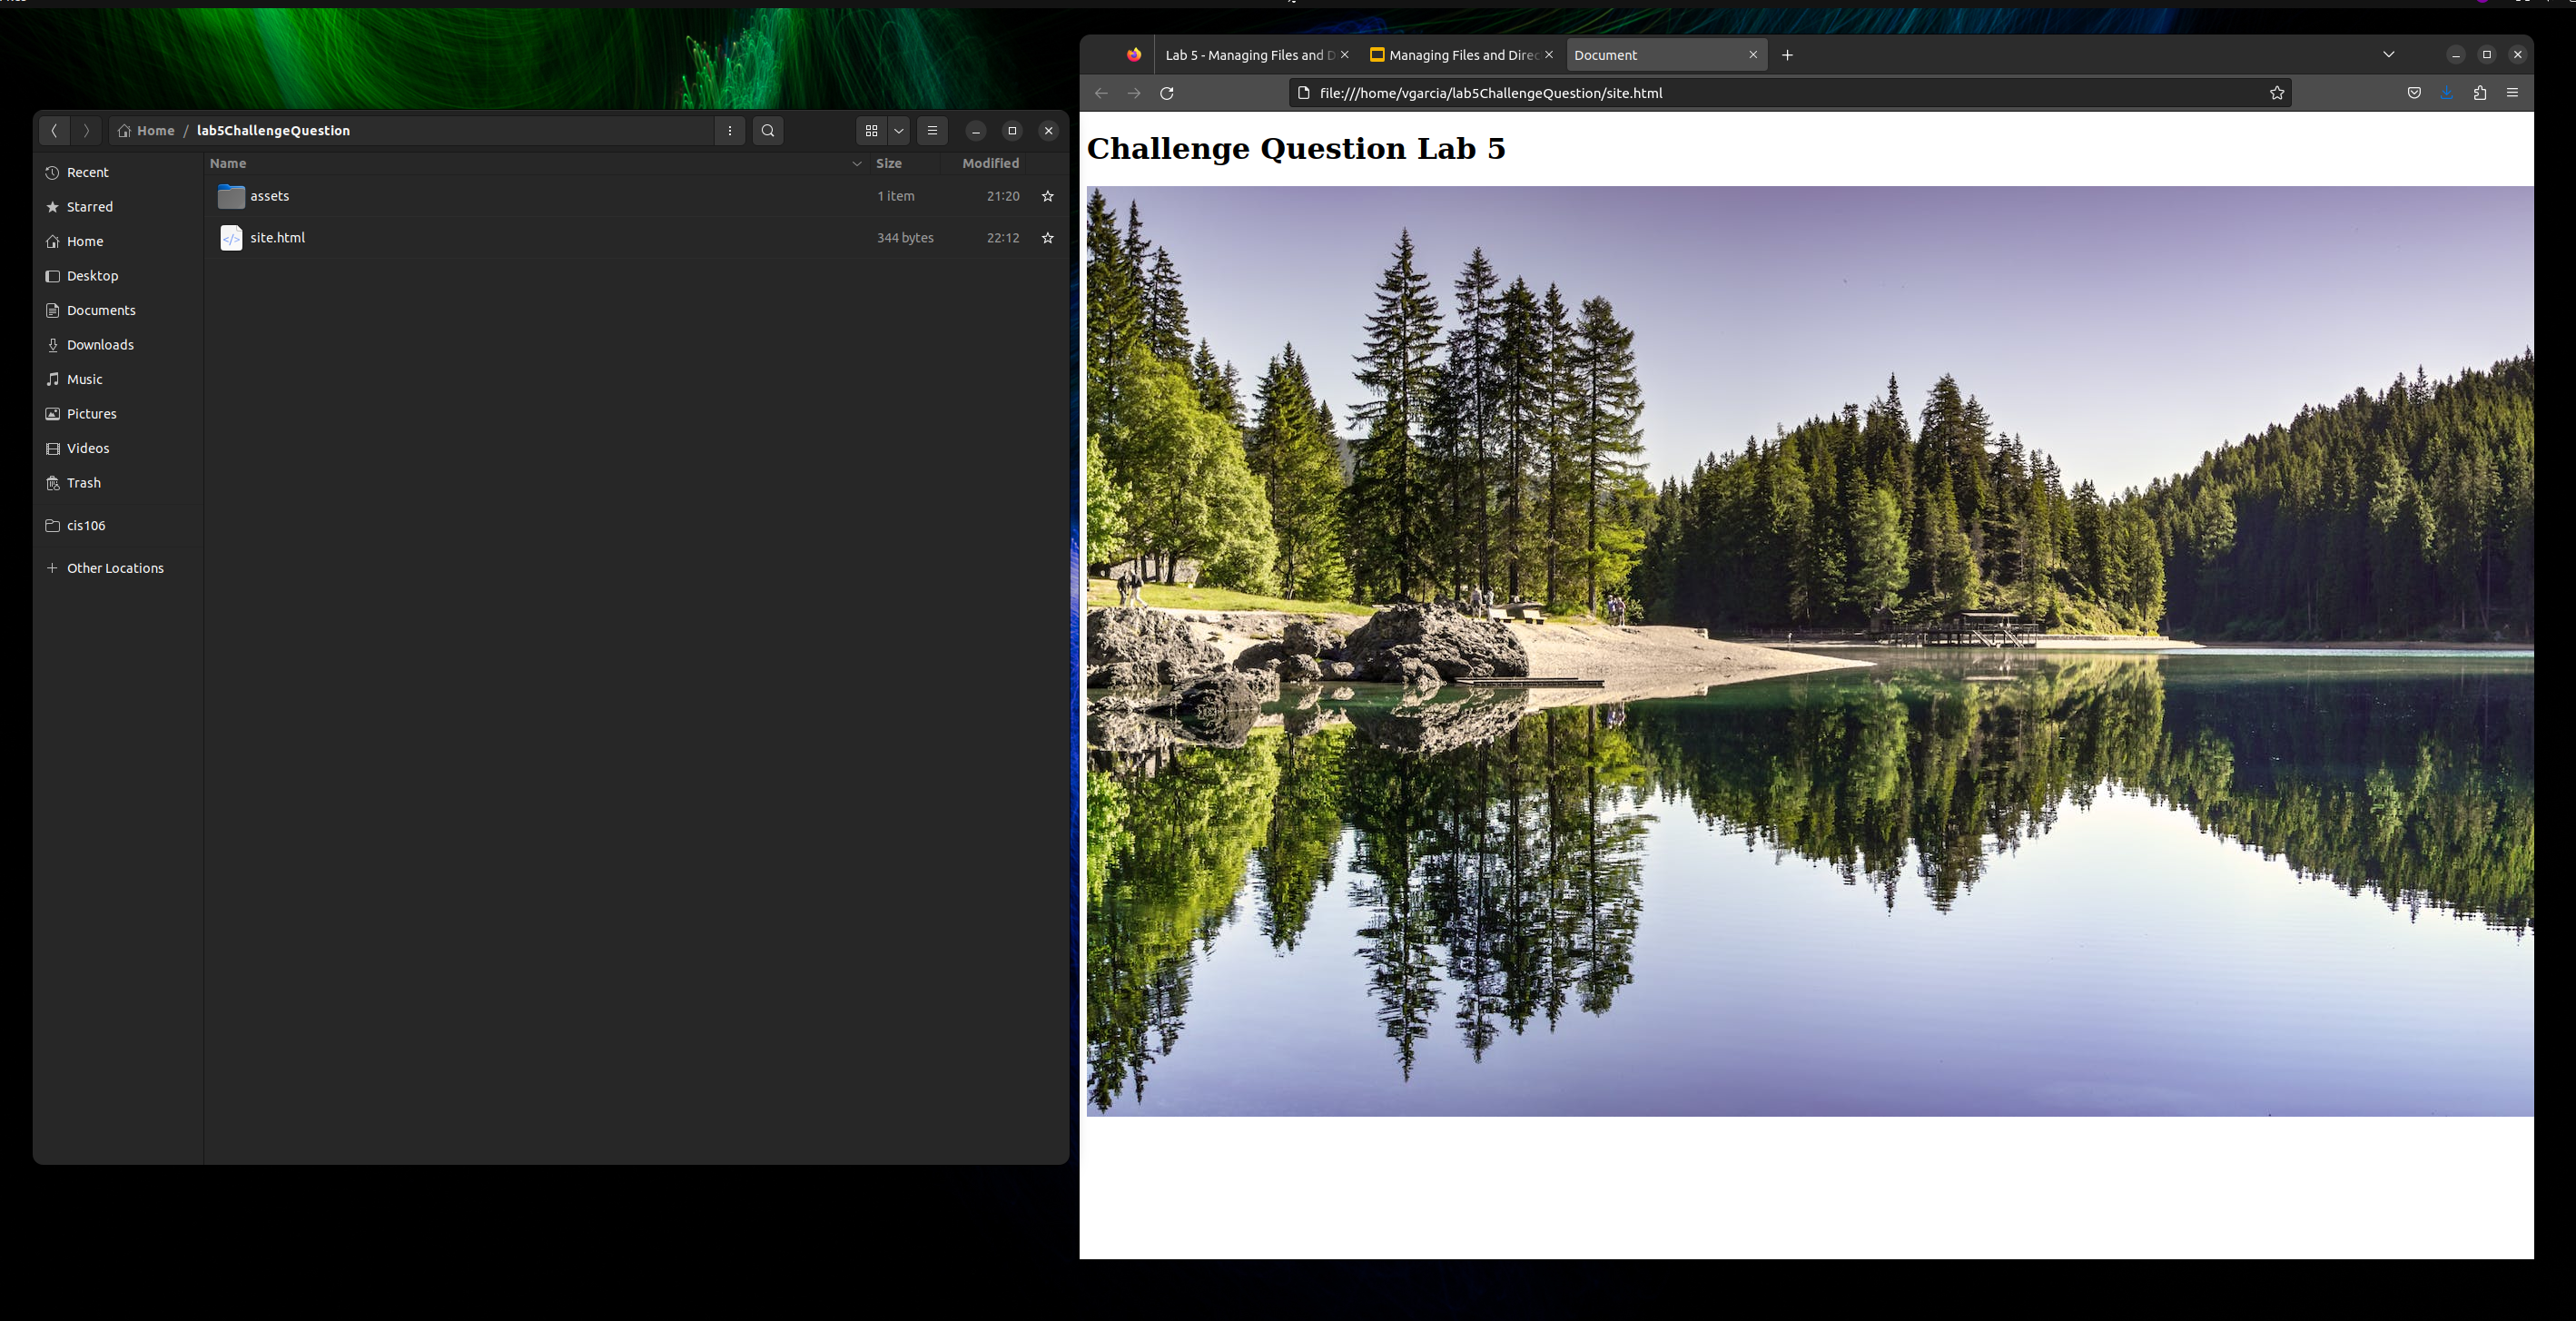 Home / lab5ChallengeQuestion
Name Size Modified
Recent
assets 1 item 21:20
Starred
site.html 344 bytes 22:12
Home
Desktop
Documents
Downloads
Music
Pictures
Videos
Trash
cis106
Other Locations
Lab 5 - Managing Files and D
Managing Files and Direc
Document
file:///home/vgarcia/lab5ChallengeQuestion/site.html
Challenge Question Lab 5